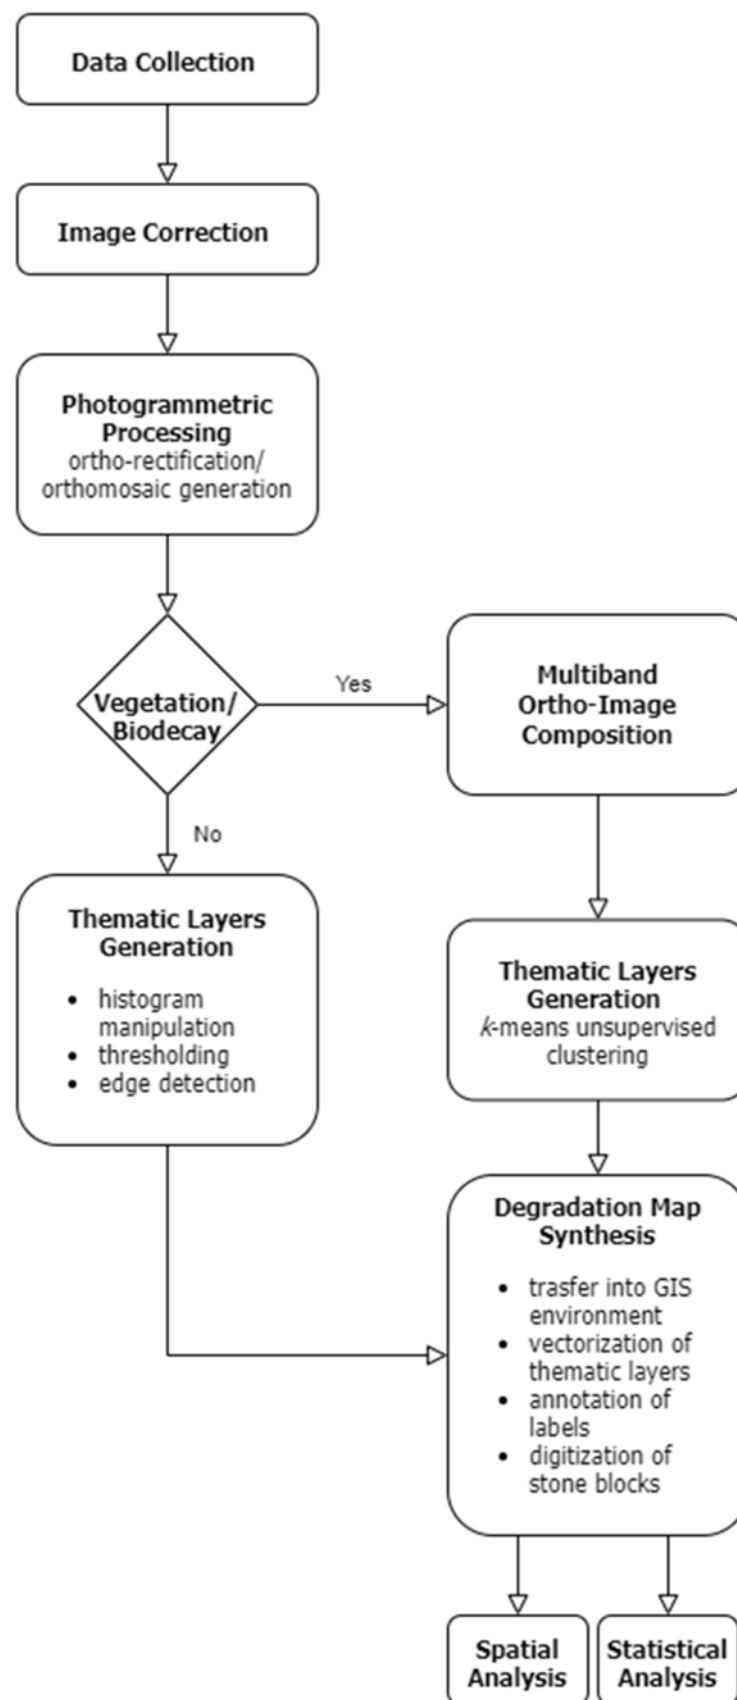 Data Collection
Image Correction
Photogrammetric
Processing
ortho-rectification/
orthomosaic generation
Vegetation/
Biodecay
Yes
Multiband
Ortho-Image
Composition
No
Thematic Layers
Generation
• histogram
manipulation
• thresholding
• edge detection
Thematic Layers
Generation
k-means unsupervised
clustering
Degradation Map
Synthesis
• trasfer into GIS
environment
• vectorization of
thematic layers
• annotation of
labels
• digitization of
stone blocks
Spatial
Analysis
Statistical
Analysis